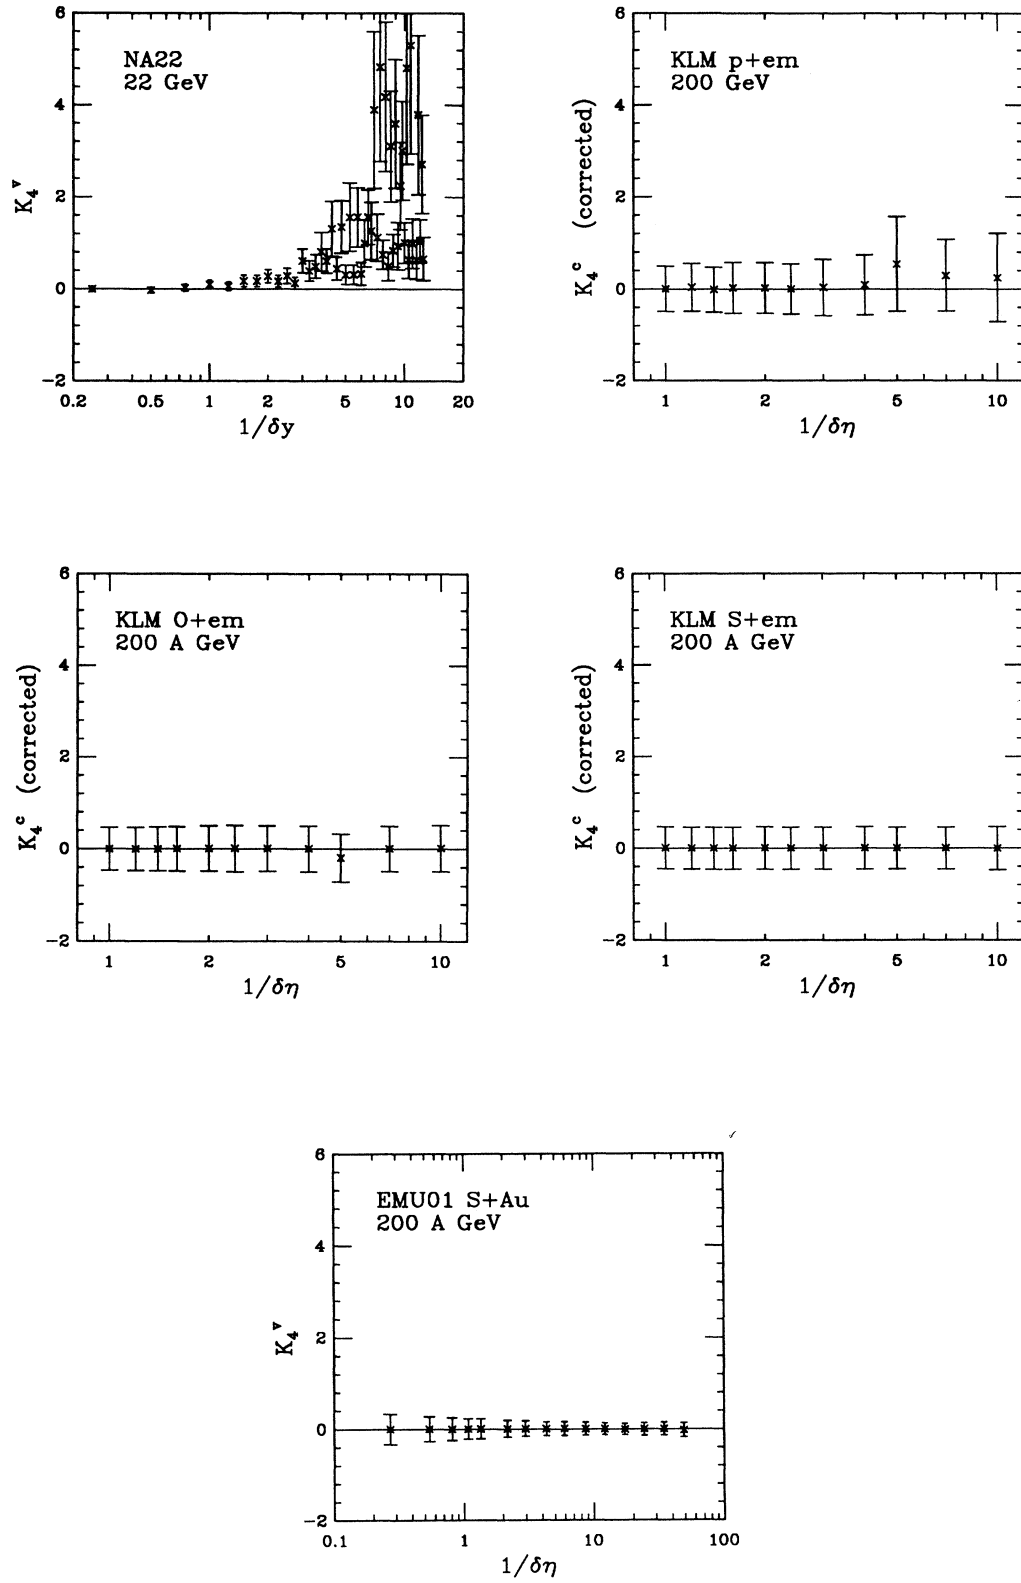 NA22
22 GeV
6
4
2
0
−2
K₄ᵛ
0.2 0.5 1 2 5 10 20
1/δy
KLM p+em
200 GeV
6
4
2
0
−2
K₄ᶜ (corrected)
1 2 5 10
1/δη
KLM O+em
200 A GeV
6
4
2
0
−2
K₄ᶜ (corrected)
1 2 5 10
1/δη
KLM S+em
200 A GeV
6
4
2
0
−2
K₄ᶜ (corrected)
1 2 5 10
1/δη
EMU01 S+Au
200 A GeV
6
4
2
0
−2
K₄ᵛ
0.1 1 10 100
1/δη